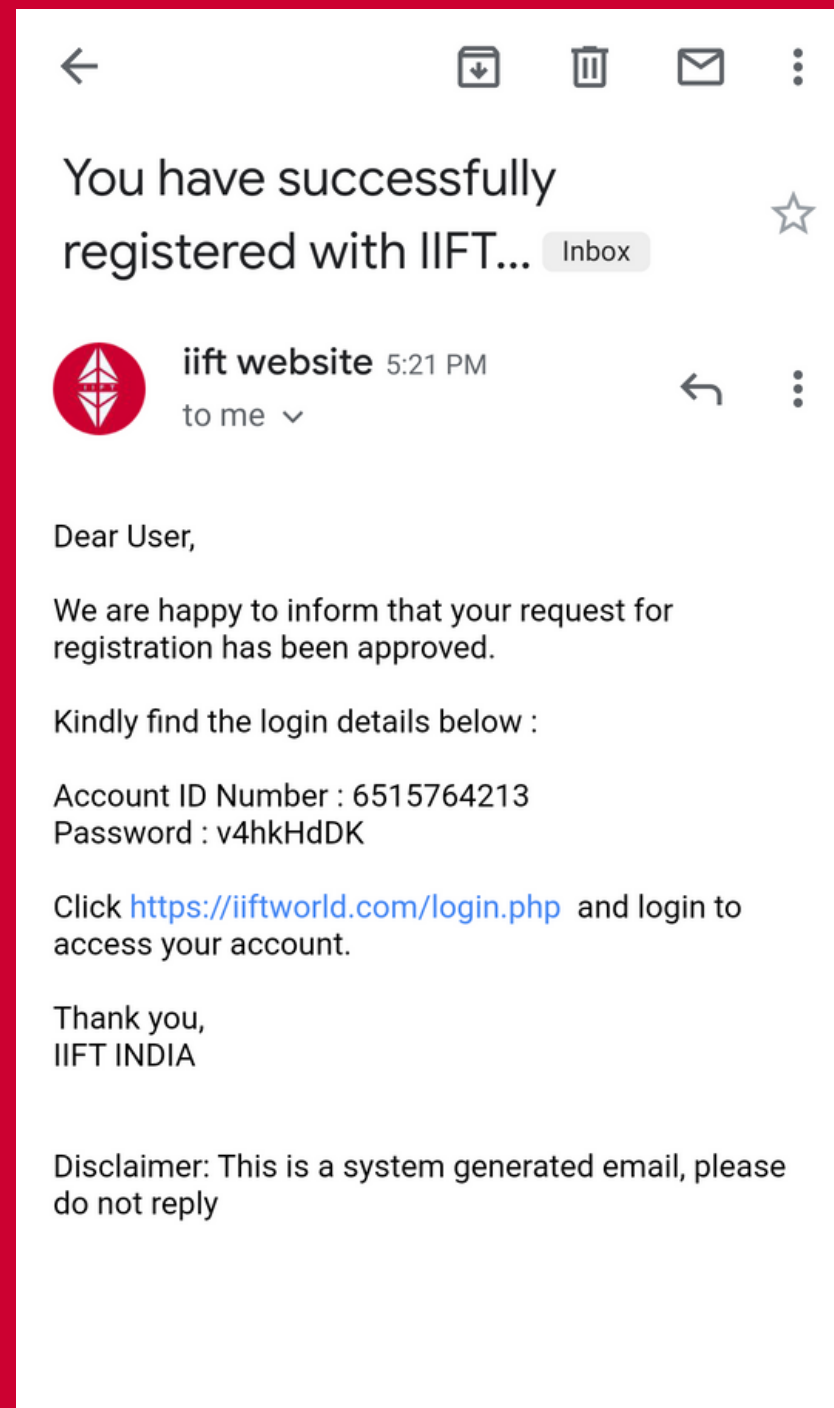 You have successfully
registered with IIFT... Inbox
IIFT
iift website 5:21 PM
to me
Dear User,
We are happy to inform that your request for
registration has been approved.
Kindly find the login details below :
Account ID Number : 6515764213
Password : v4hkHdDK
Click https://iiftworld.com/login.php and login to
access your account.
Thank you,
IIFT INDIA
Disclaimer: This is a system generated email, please
do not reply